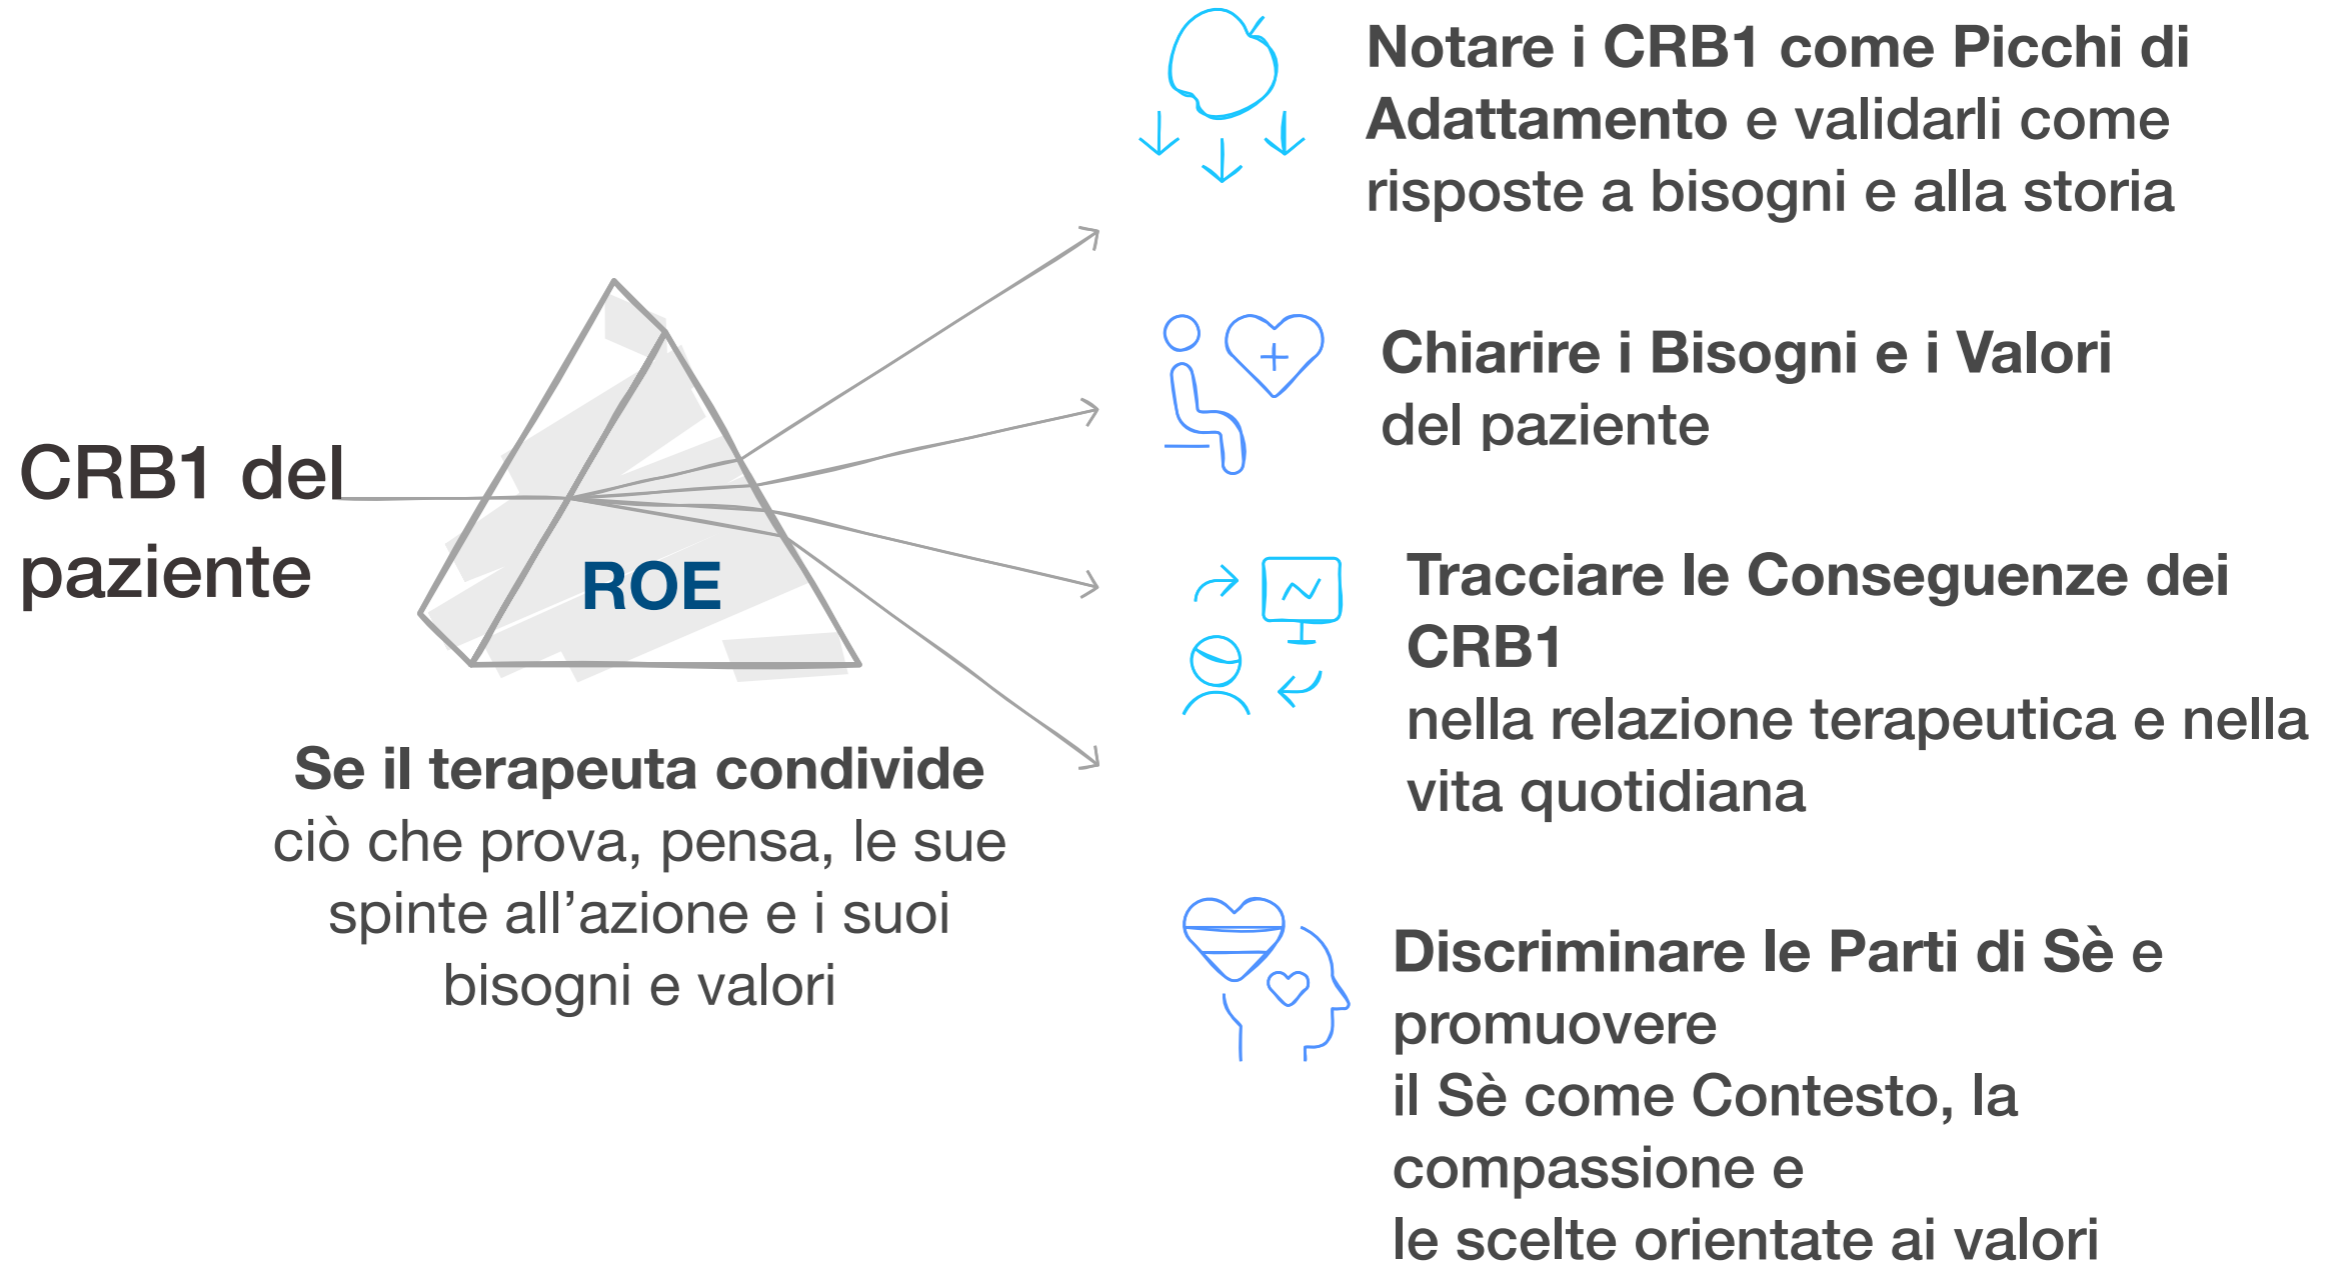 CRB1 del
paziente
ROE
Se il terapeuta condivide
ciò che prova, pensa, le sue
spinte all’azione e i suoi
bisogni e valori
Notare i CRB1 come Picchi di
Adattamento e validarli come
risposte a bisogni e alla storia
Chiarire i Bisogni e i Valori
del paziente
Tracciare le Conseguenze dei
CRB1
nella relazione terapeutica e nella
vita quotidiana
Discriminare le Parti di Sè e
promuovere
il Sè come Contesto, la
compassione e
le scelte orientate ai valori